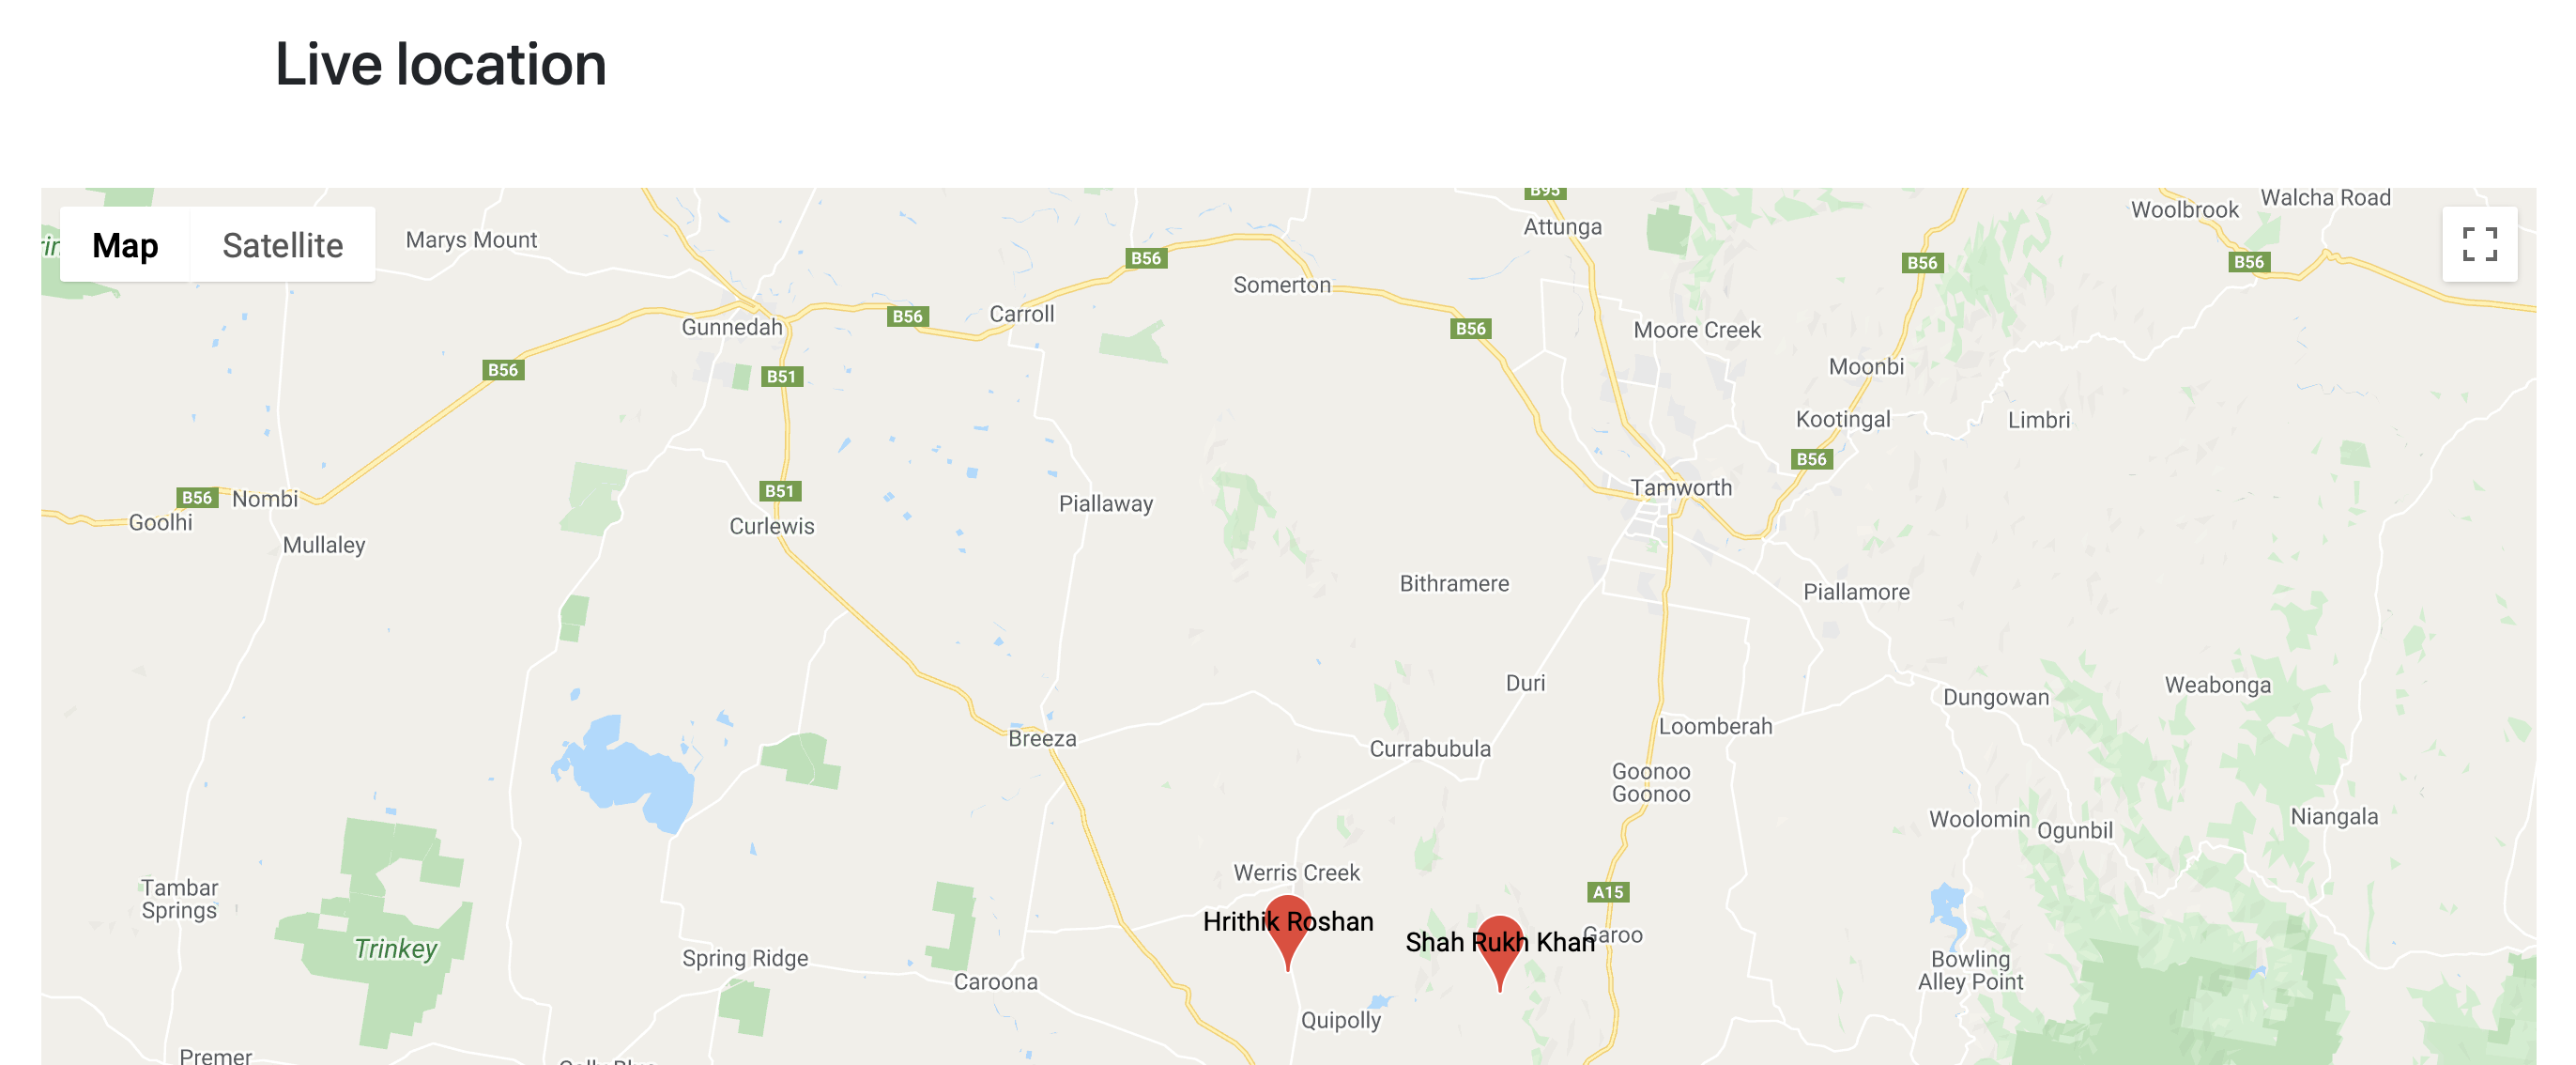 Live location
B95
Walcha Road
Woolbrook
Attunga
Map
Satellite
Marys Mount
B56
B56
B56
Somerton
Carroll
B56
Gunnedah
B56
Moore Creek
B56
B51
Moonbi
Kootingal
Limbri
B56
B51
Tamworth
B56
Nombi
Piallaway
Goolhi
Curlewis
Mullaley
Bithramere
Piallamore
Duri
Weabonga
Dungowan
Loomberah
Breeza
Currabubula
Goonoo
Goonoo
Woolomin
Ogunbil
Niangala
Werris Creek
Tambar
Springs
A15
Hrithik Roshan
Shah Rukh Khan
Garoo
Trinkey
Spring Ridge
Bowling
Alley Point
Caroona
Quipolly
Premer